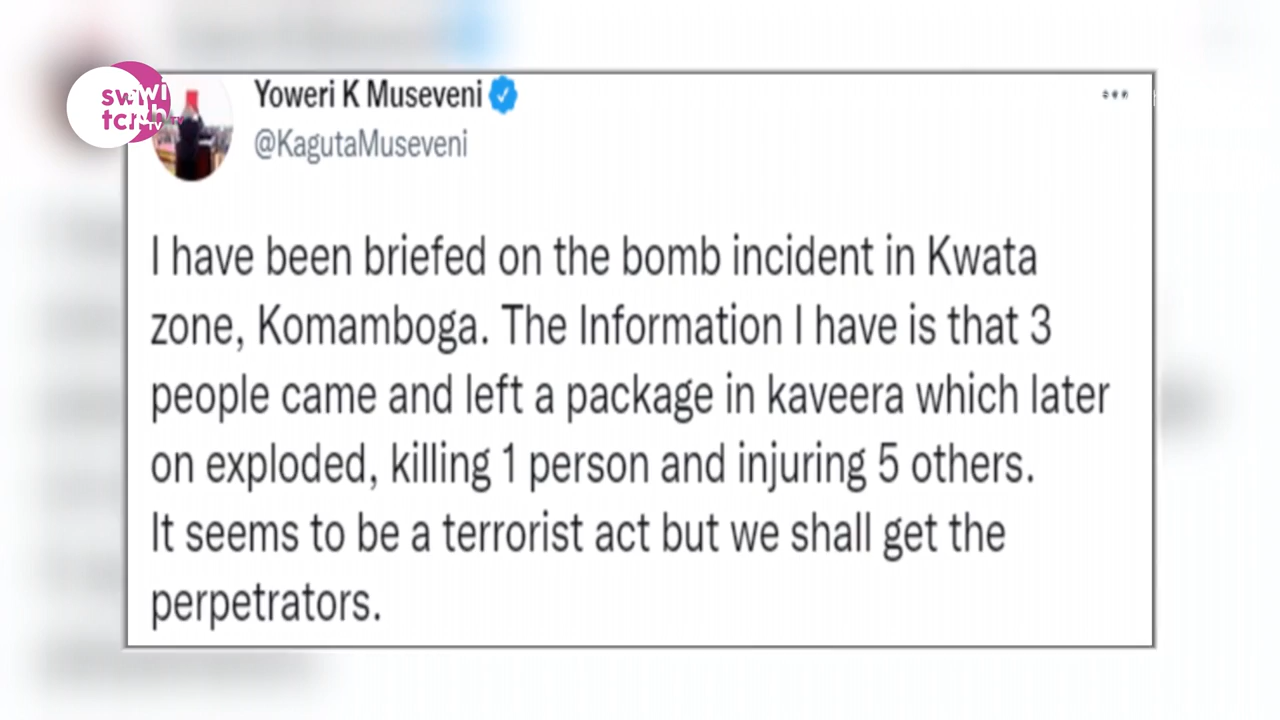 switch tv
Yoweri K Museveni
@KagutaMuseveni
I have been briefed on the bomb incident in Kwata
zone, Komamboga. The Information I have is that 3
people came and left a package in kaveera which later
on exploded, killing 1 person and injuring 5 others.
It seems to be a terrorist act but we shall get the
perpetrators.